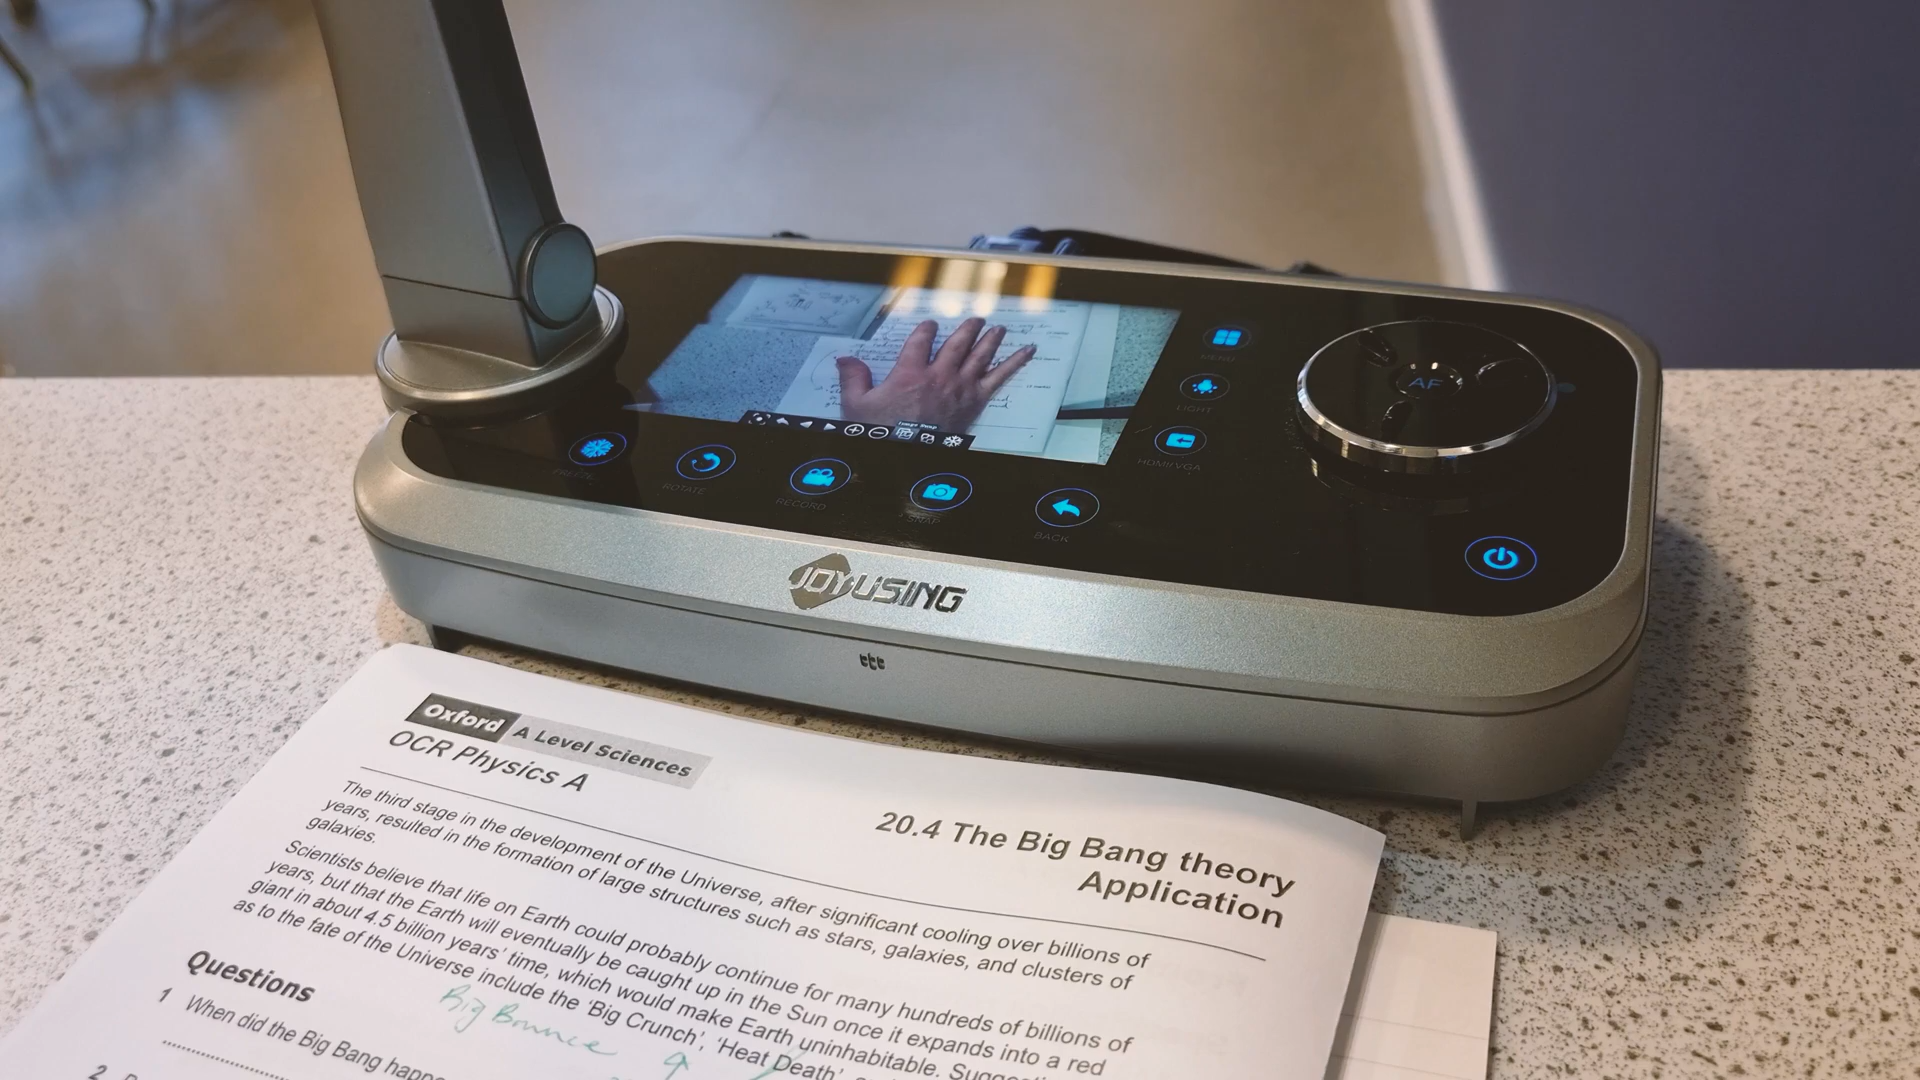 MENU
LIGHT
HDMI/VGA
AF
FREEZE
ROTATE
RECORD
SNAP
BACK
JOYUSING
Oxford A Level Sciences
OCR Physics A
20.4 The Big Bang theory
Application
The third stage in the development of the Universe, after significant cooling over billions of
years, resulted in the formation of large structures such as stars, galaxies, and clusters of
galaxies.
Scientists believe that life on Earth could probably continue for many hundreds of billions of
years, but that the Earth will eventually be caught up in the Sun once it expands into a red
giant in about 4.5 billion years' time, which would make Earth uninhabitable.
as to the fate of the Universe include the 'Big Crunch', 'Heat Death',
Big Bounce
Questions
1 When did the Big Bang
2